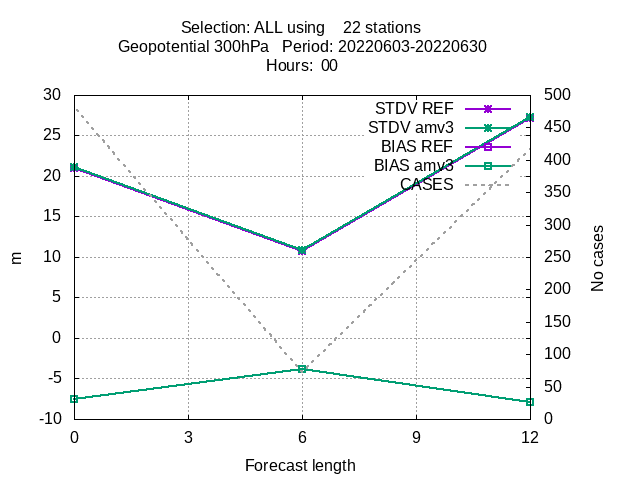 Selection: ALL using    22 stations
Geopotential 300hPa   Period: 20220603-20220630
Hours:  00
30
25
20
15
10
5
0
-5
-10
m
STDV REF
STDV amv3
BIAS REF
BIAS amv3
CASES
500
450
400
350
300
250
200
150
100
50
0
No cases
0 3 6 9 12
Forecast length